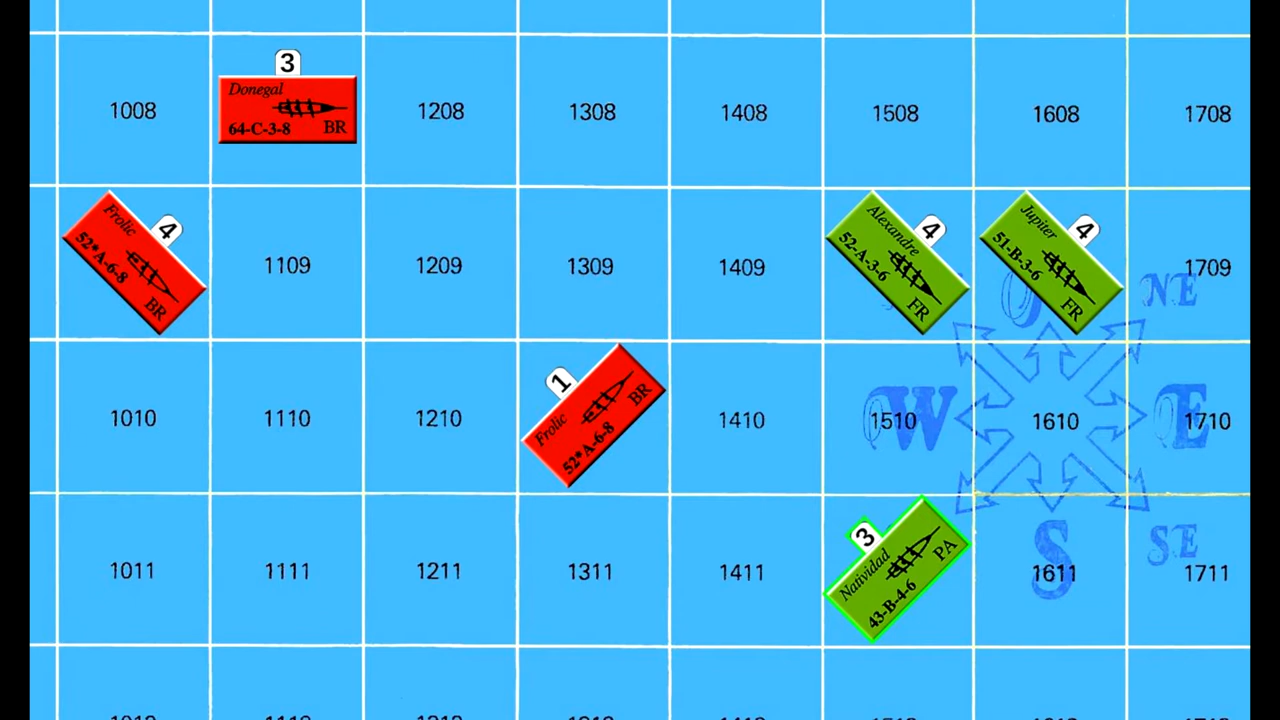 3
Donegal
64-C-3-8 BR
1008
1208
1308
1408
1508
1608
1708
4
Frolic
52*A-6-8
BR
1109
1209
1309
1409
4
Alexandre
52-A-3-6
FR
4
Jupiter
51-B-3-6
FR
1709
NE
1010
1110
1210
1
Frolic
52*A-6-8
BR
1410
1510
W
1610
E
1710
1011
1111
1211
1311
1411
3
Natividad
43-B-4-6
PA
S
1611
SE
1711